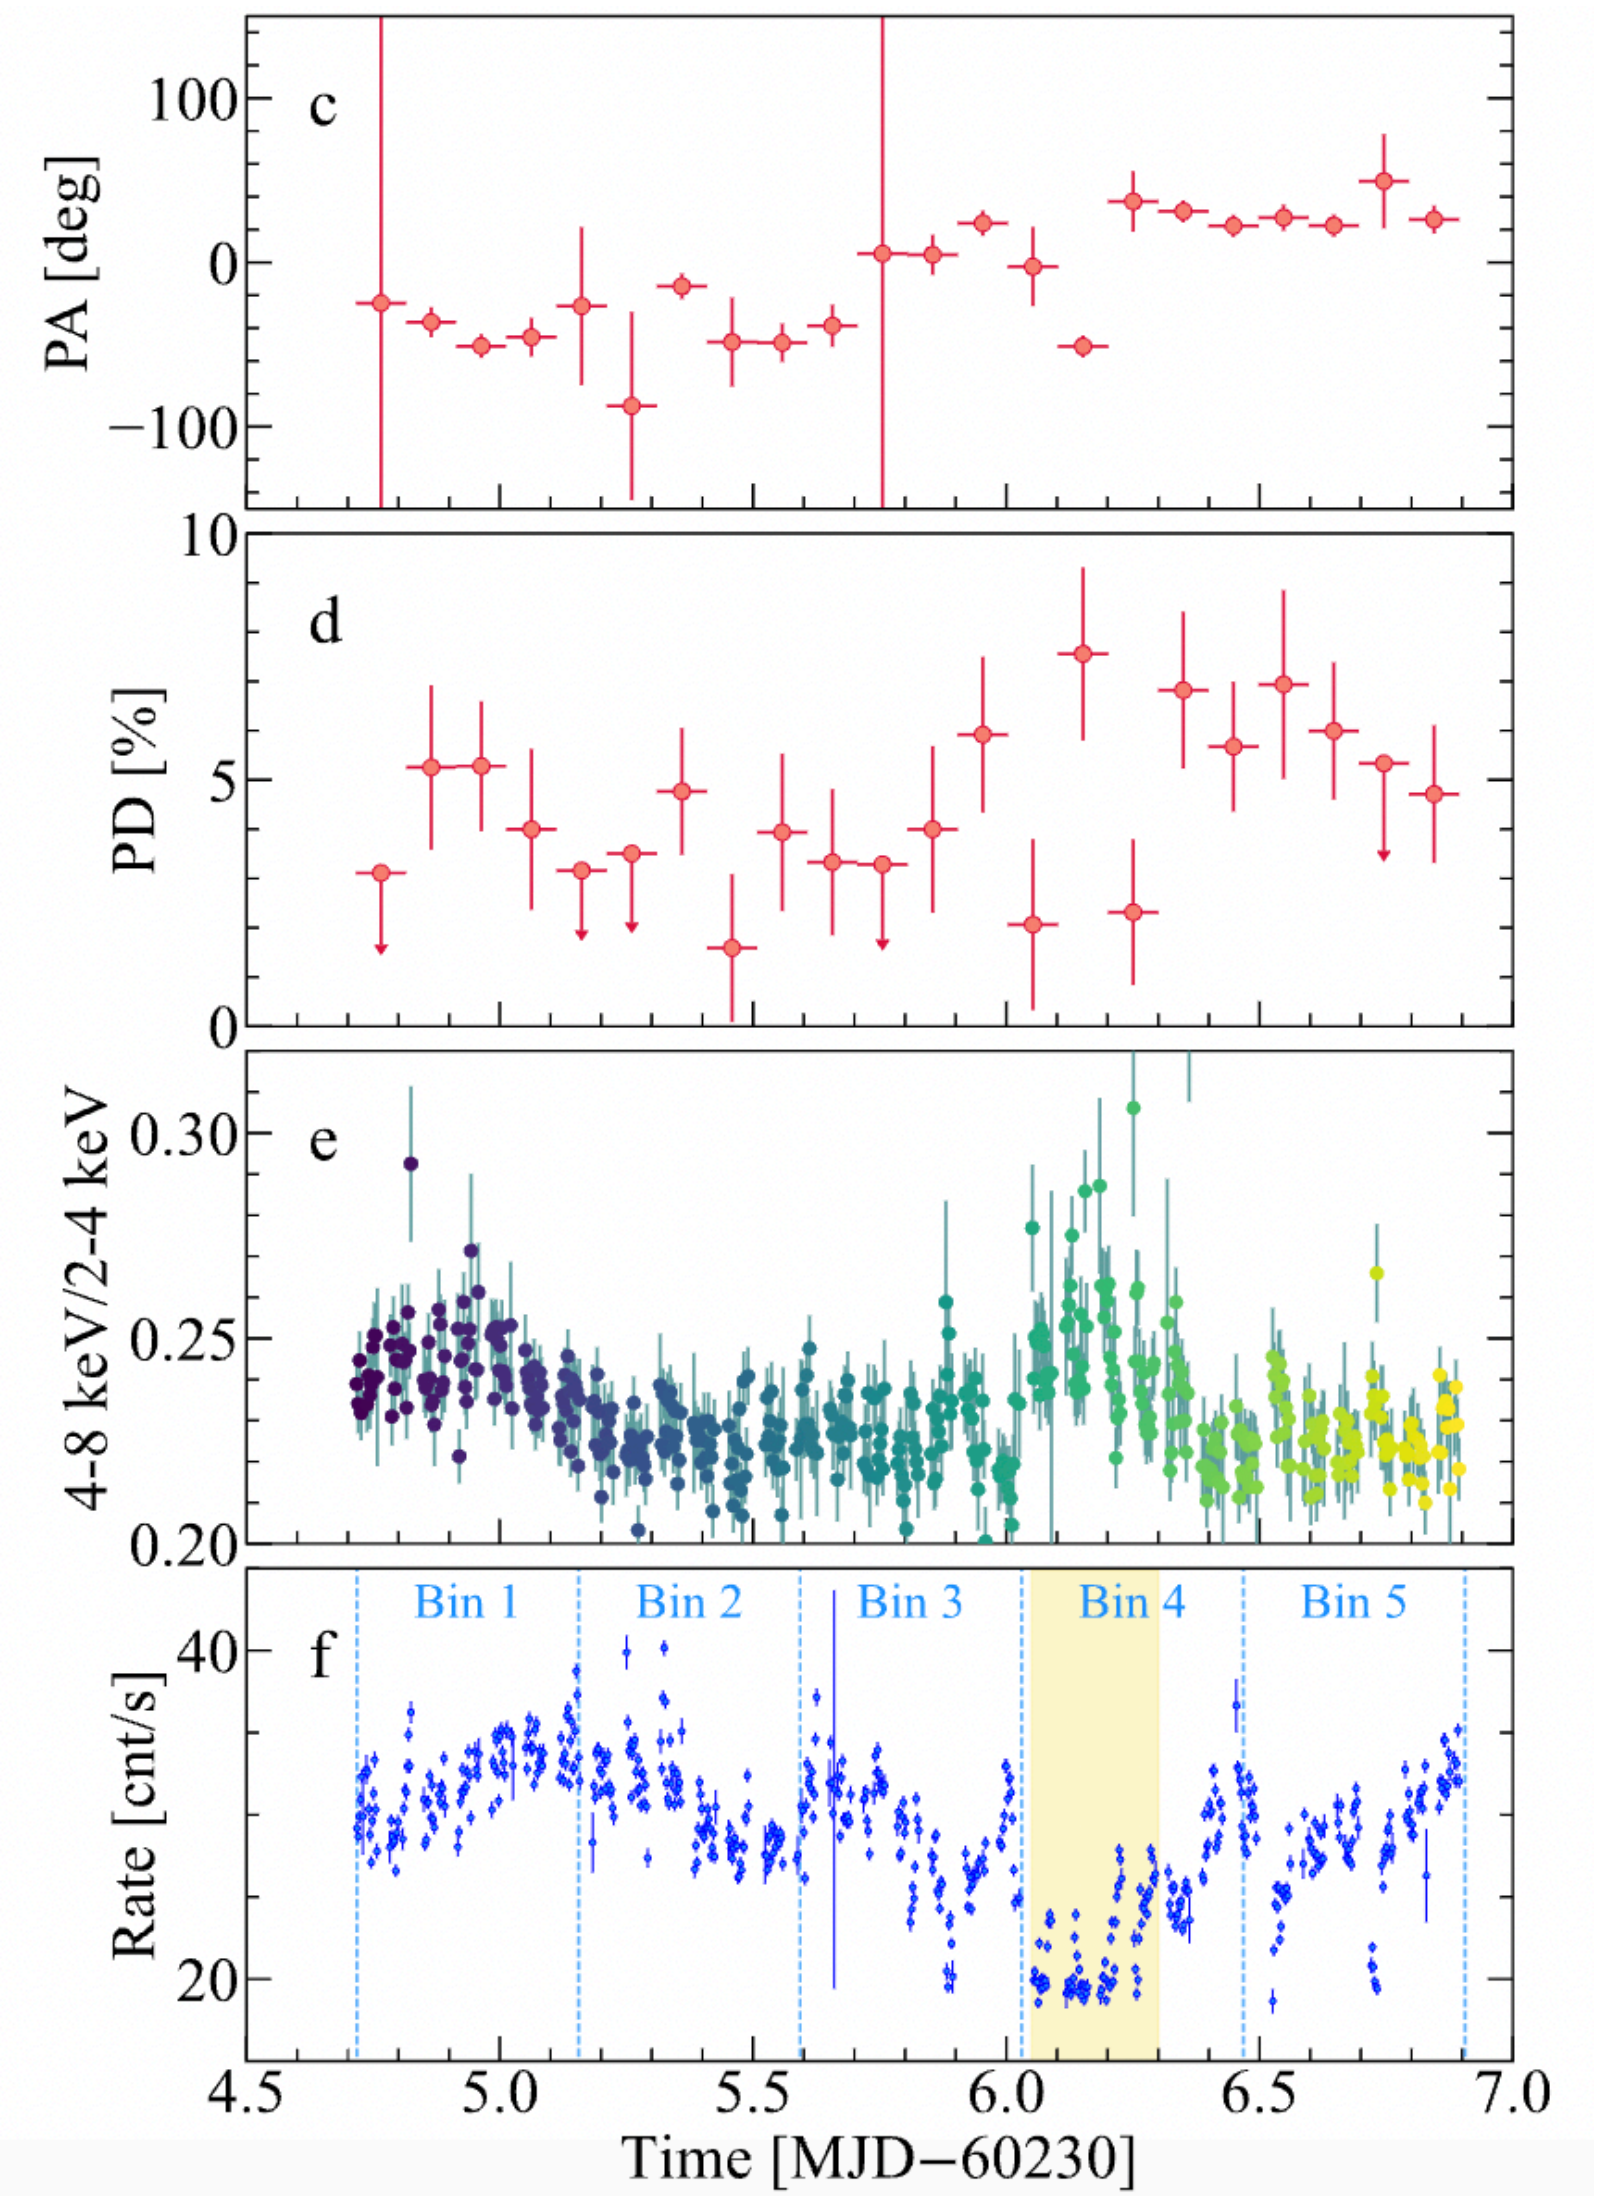 c
100
0
−100
PA [deg]
d
10
5
0
PD [%]
e
0.30
0.25
0.20
4-8 keV/2-4 keV
Bin 1 Bin 2 Bin 3 Bin 4 Bin 5
f
40
20
Rate [cnt/s]
4.5 5.0 5.5 6.0 6.5 7.0
Time [MJD−60230]